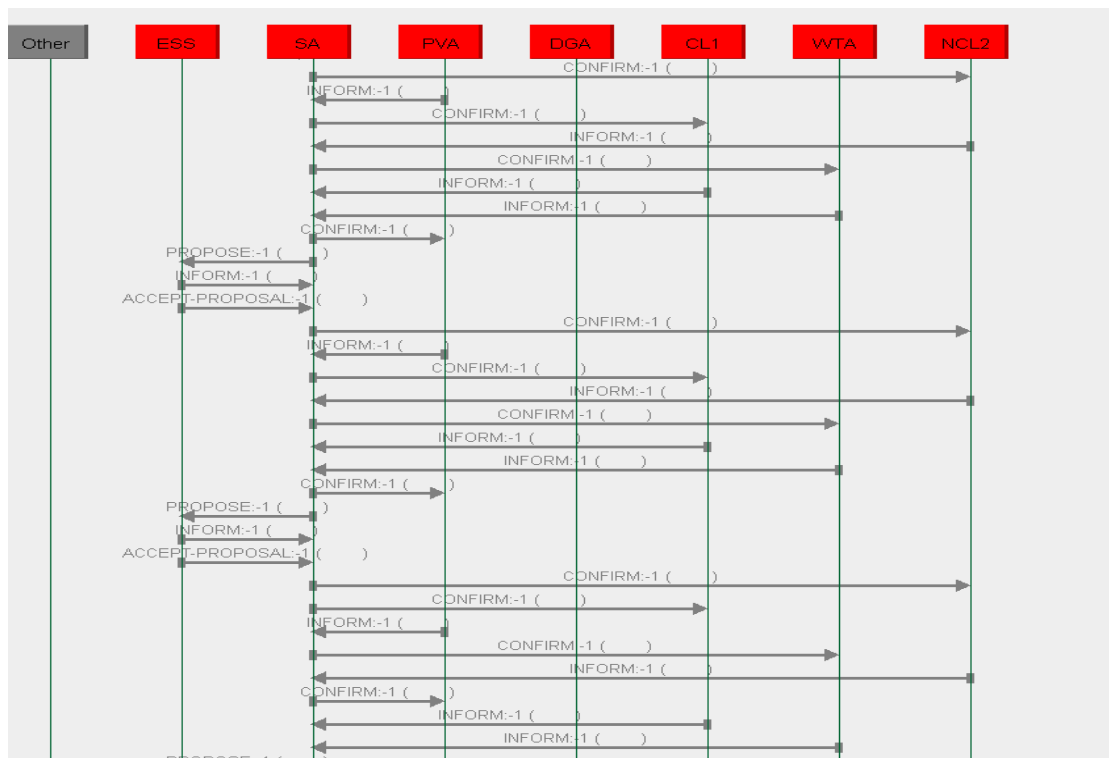 Other ESS SA PVA DGA CL1 WTA NCL2
CONFIRM:-1 ( )
INFORM:-1 ( )
CONFIRM:-1 ( )
INFORM:-1 ( )
CONFIRM:-1 ( )
INFORM:-1 ( )
INFORM:-1 ( )
CONFIRM:-1 ( )
PROPOSE:-1 ( )
INFORM:-1 ( )
ACCEPT-PROPOSAL:-1 ( )
CONFIRM:-1 ( )
INFORM:-1 ( )
CONFIRM:-1 ( )
INFORM:-1 ( )
CONFIRM:-1 ( )
INFORM:-1 ( )
INFORM:-1 ( )
CONFIRM:-1 ( )
PROPOSE:-1 ( )
INFORM:-1 ( )
ACCEPT-PROPOSAL:-1 ( )
CONFIRM:-1 ( )
CONFIRM:-1 ( )
INFORM:-1 ( )
CONFIRM:-1 ( )
INFORM:-1 ( )
CONFIRM:-1 ( )
INFORM:-1 ( )
INFORM:-1 ( )